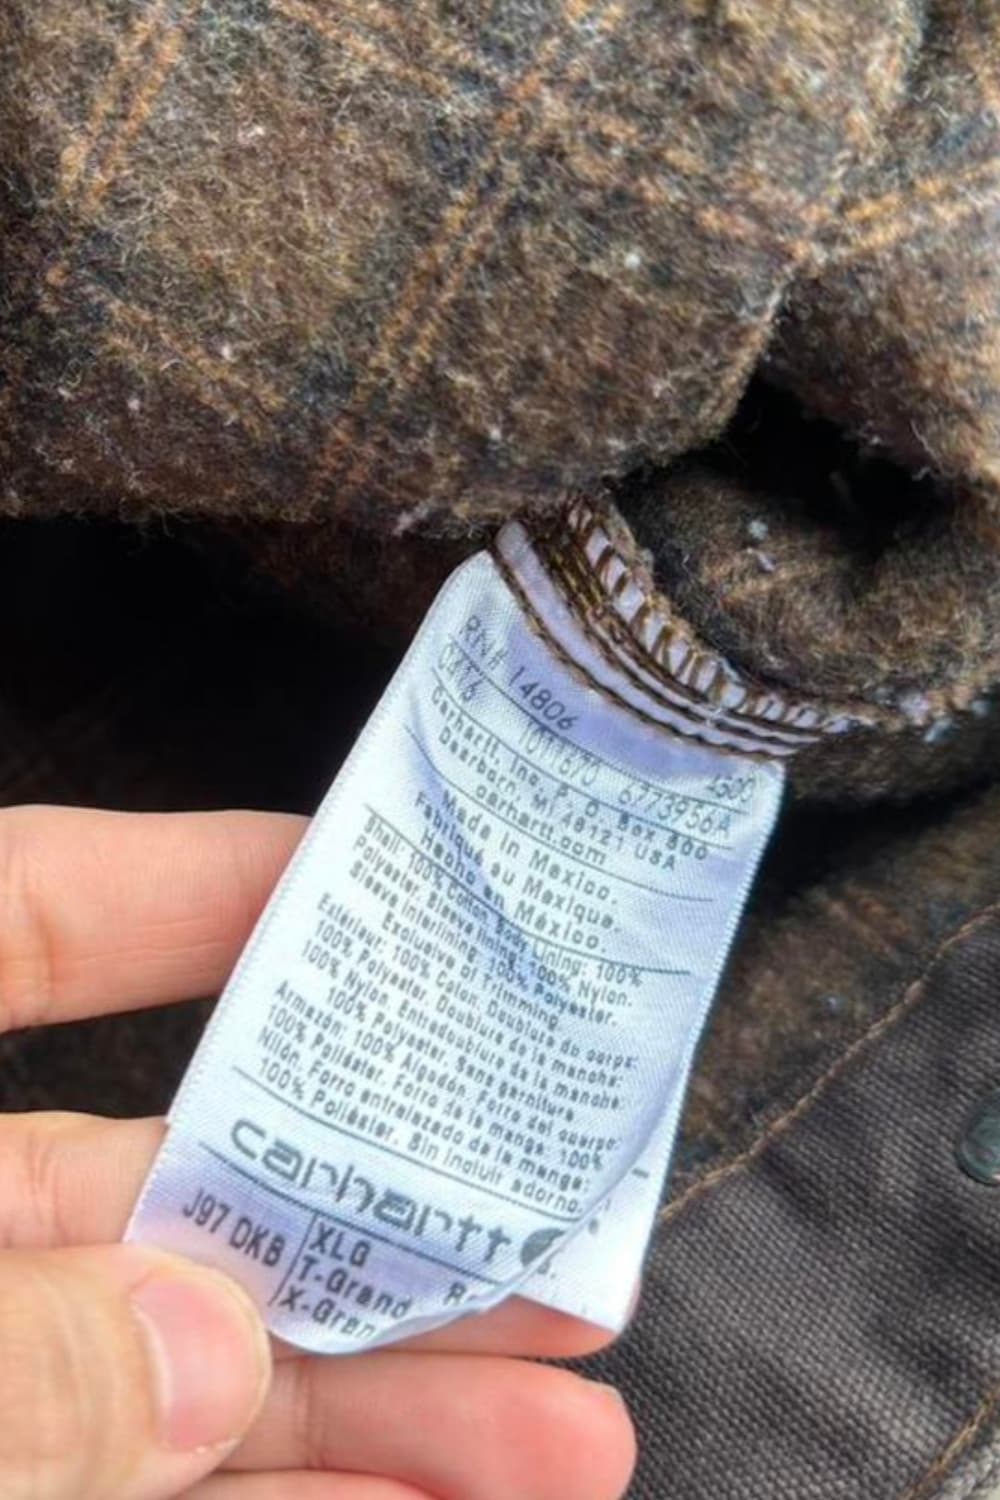 RN# 14806
0816 1011670 6773956A 1500
Carhartt, Inc., P. O. Box 600
Dearborn, MI 48121 USA
carhartt.com
Made in Mexico.
Fabriqué au Mexique.
Hecho en México.
Shell: 100% Cotton. Body Lining: 100%
Polyester. Sleeve lining: 100% Nylon.
Sleeve Interlining: 100% Polyester.
Exclusive of Trimming
Extérieur: 100% Coton. Doublure du corps:
100% Polyester. Doublure de la manche:
100% Nylon. Entredoublure de la manche:
100% Polyester. Sans garniture
Armazón: 100% Algodón. Forro del cuerpo:
100% Poliéster. Forro de la manga: 100%
Nilón. Forro entrelazado de la manga:
100% Poliéster. Sin incluir adorno.
carhartt
J97 DKB XLG
T-Grand
X-Gran